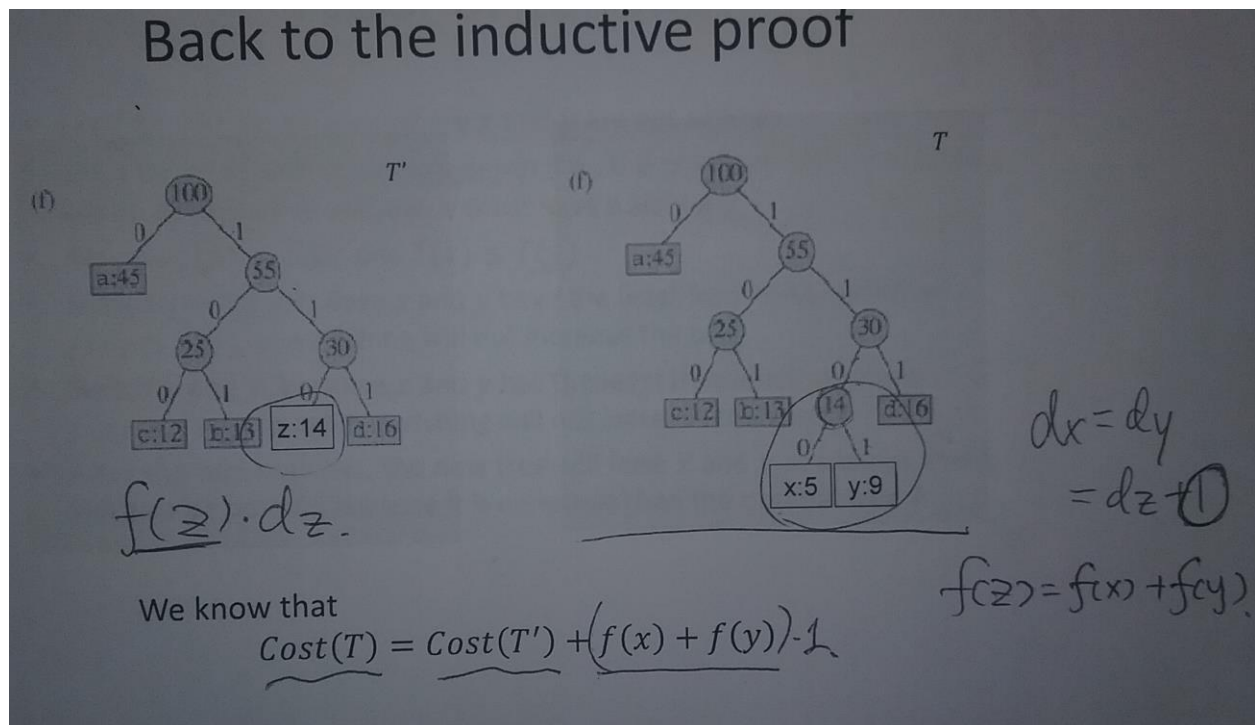 Back to the inductive proof
T'
T
(f)
100
0 1
a:45
55
0 1
25
30
0 1 0 1
c:12 b:13 z:14 d:16
f(z)·dz.
(f)
100
0 1
a:45
55
0 1
25
30
0 1 0 1
c:12 b:13 14 d:16
0 1
x:5 y:9
dx=dy
=dz+1
f(z)=f(x)+f(y).
We know that
Cost(T) = Cost(T') +(f(x) + f(y))·1